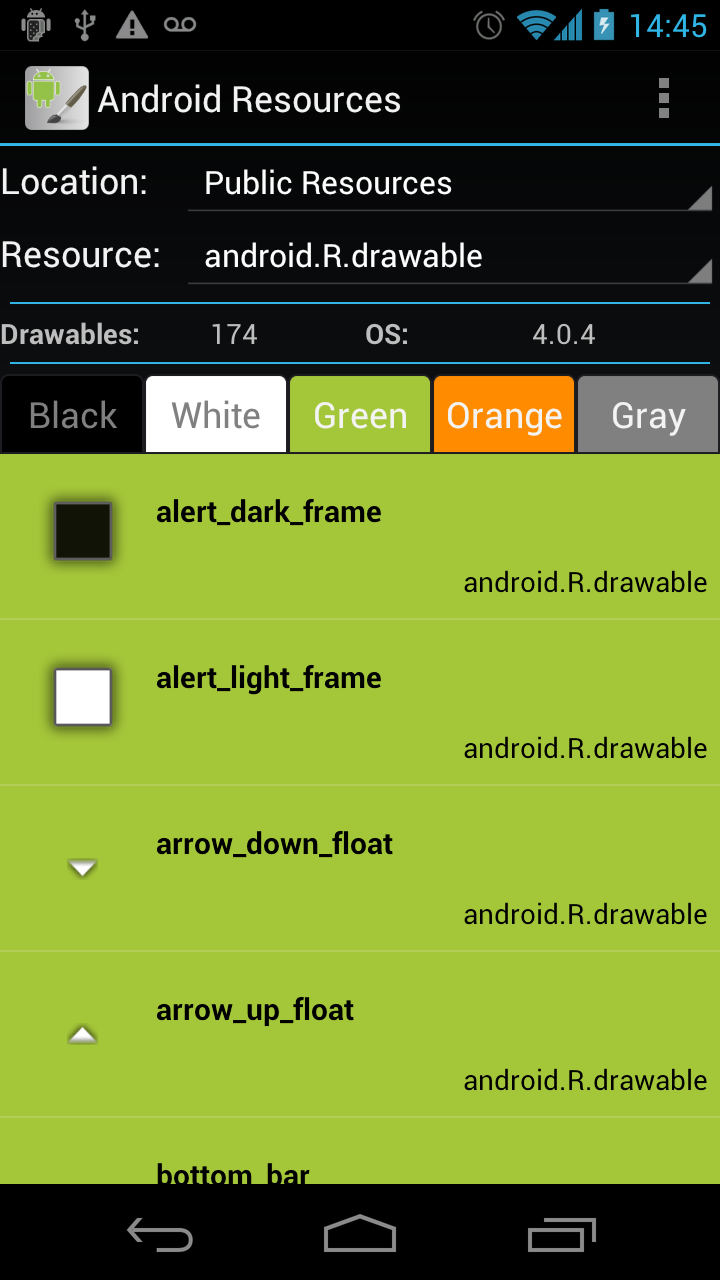 14:45
Android Resources
Location: Public Resources
Resource: android.R.drawable
Drawables: 174 OS: 4.0.4
Black White Green Orange Gray
alert_dark_frame
android.R.drawable
alert_light_frame
android.R.drawable
arrow_down_float
android.R.drawable
arrow_up_float
android.R.drawable
bottom_bar